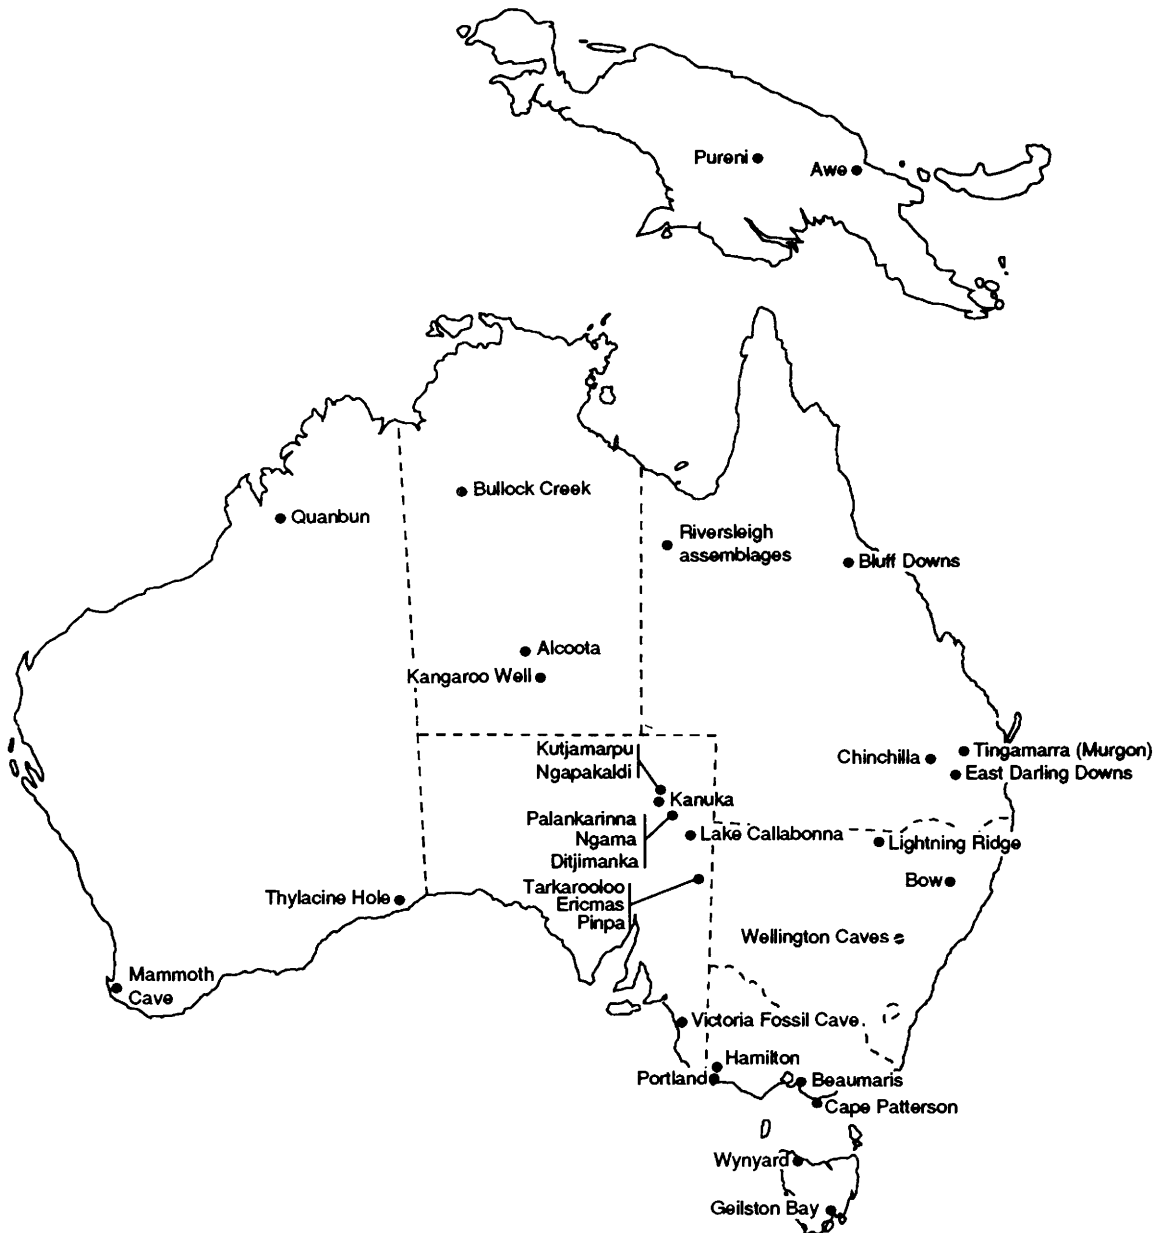 Pureni
Awe
Bullock Creek
Quanbun
Riversleigh
assemblages
Bluff Downs
Alcoota
Kangaroo Well
Kutjamarpu
Ngapakaldi
Tingamarra (Murgon)
Chinchilla
East Darling Downs
Kanuka
Palankarinna
Ngama
Ditjimanka
Lake Callabonna
Lightning Ridge
Bow
Tarkarooloo
Ericmas
Pinpa
Thylacine Hole
Wellington Caves
Mammoth
Cave
Victoria Fossil Cave
Hamilton
Portland
Beaumaris
Cape Patterson
Wynyard
Geilston Bay